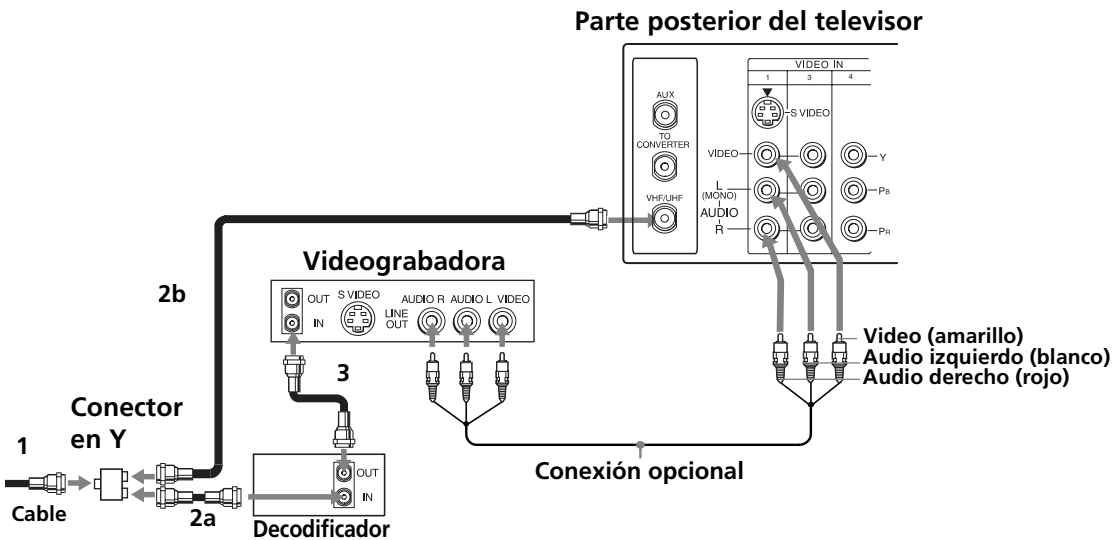 Parte posterior del televisor
VIDEO IN
1 3 4
AUX
S VIDEO
TO
CONVERTER
VIDEO
Y
L
(MONO)
PB
VHF/UHF
AUDIO
R
PR
Videograbadora
2b
OUT
S VIDEO
AUDIO R AUDIO L VIDEO
LINE
OUT
IN
Video (amarillo)
Audio izquierdo (blanco)
Audio derecho (rojo)
3
Conector
en Y
1
Conexión opcional
OUT
IN
Cable
2a
Decodificador